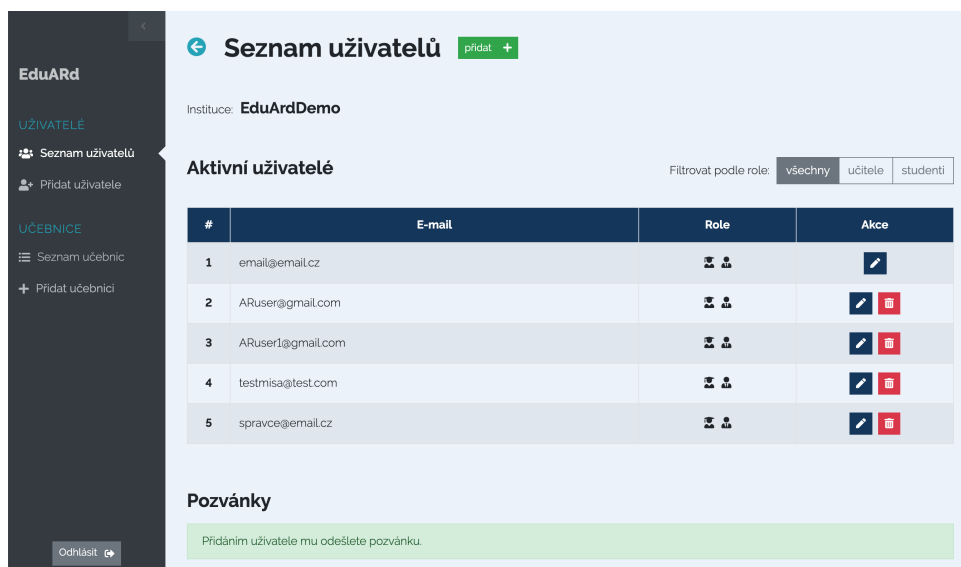 EduARd
UŽIVATELÉ
Seznam uživatelů
Přidat uživatele
UČEBNICE
Seznam učebnic
Přidat učebnici
Odhlásit
Seznam uživatelů přidat +
Instituce: EduArdDemo
Aktivní uživatelé
Filtrovat podle role: všechny učitele studenti
# E-mail Role Akce
1 email@email.cz
2 ARuser@gmail.com
3 ARuser1@gmail.com
4 testmisa@test.com
5 spravce@email.cz
Pozvánky
Přidáním uživatele mu odešlete pozvánku.